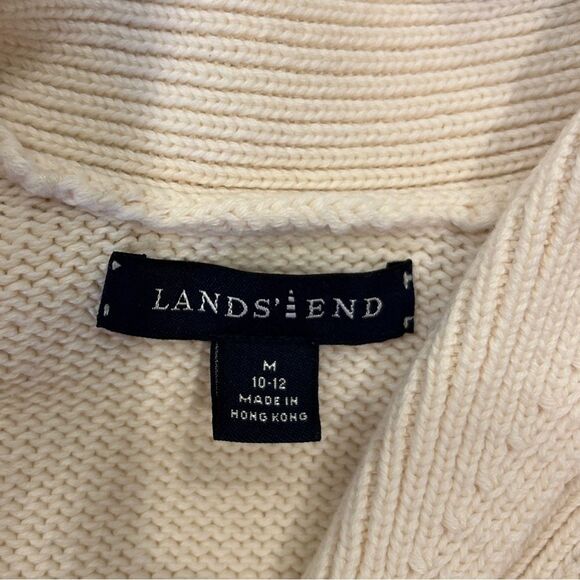 LANDS' END
M
10-12
MADE IN
HONG KONG